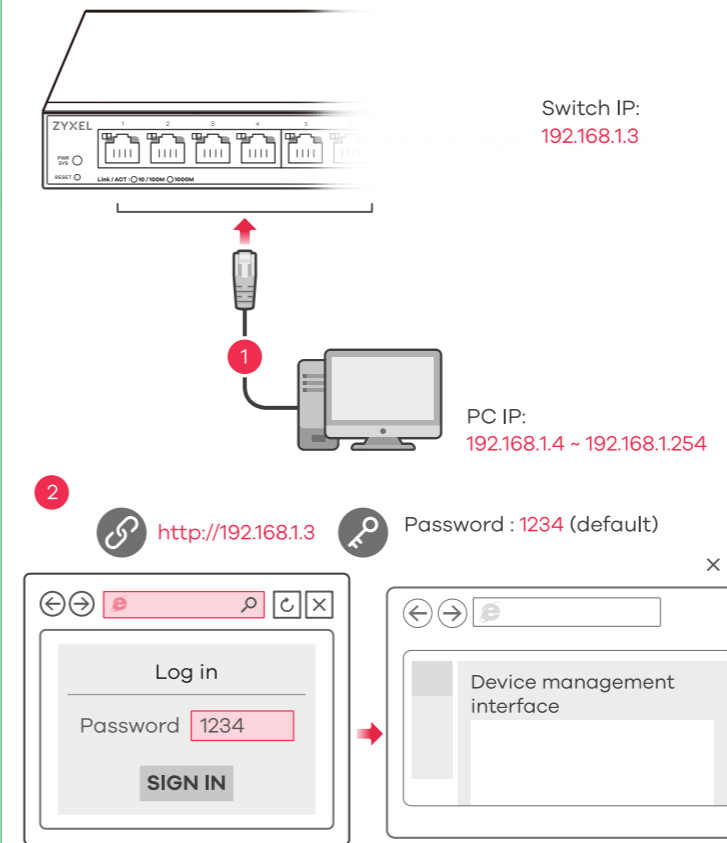 ZYXEL
1 2 3 4 5
PWR
SYS
RESET
Link / ACT : 10 / 100M 1000M
Switch IP:
192.168.1.3
1
PC IP:
192.168.1.4 ~ 192.168.1.254
2
http://192.168.1.3
Password : 1234 (default)
Log in
Password 1234
SIGN IN
Device management
interface